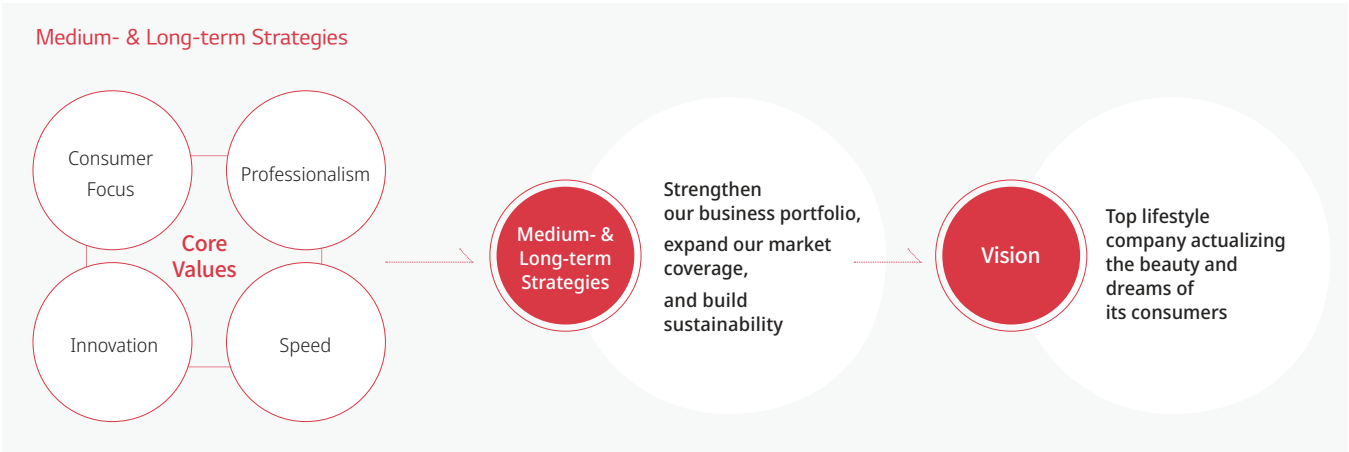 Medium- & Long-term Strategies
Consumer
Focus
Professionalism
Core
Values
Innovation
Speed
Medium- &
Long-term
Strategies
Strengthen
our business portfolio,
expand our market
coverage,
and build
sustainability
Vision
Top lifestyle
company actualizing
the beauty and
dreams of
its consumers